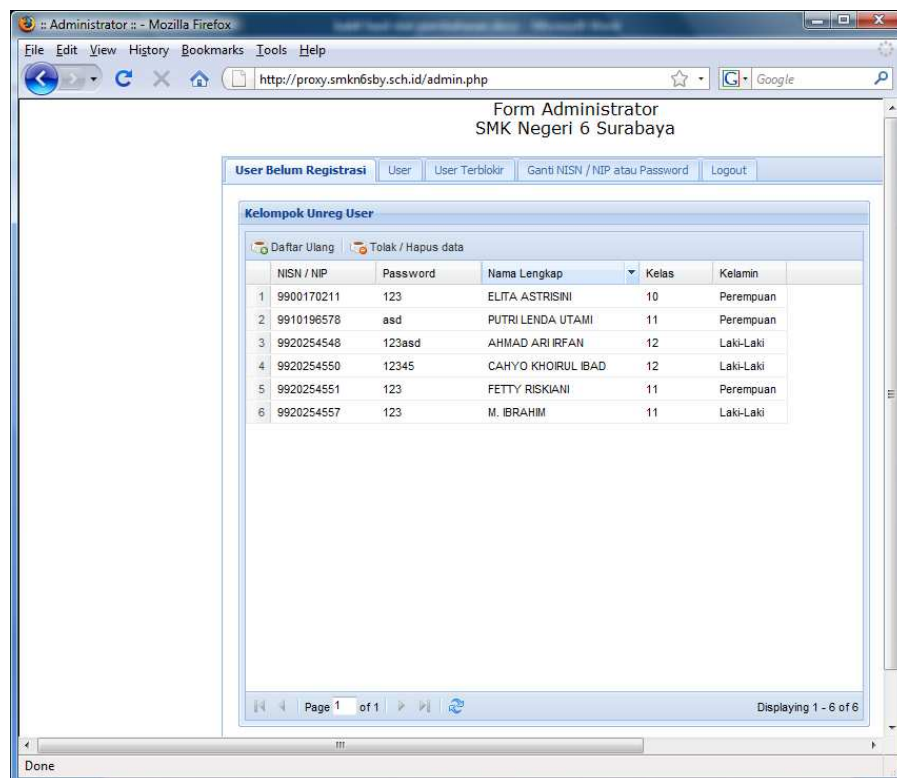 :: Administrator :: - Mozilla Firefox
File Edit View History Bookmarks Tools Help
http://proxy.smkn6sby.sch.id/admin.php
G Google
Form Administrator
SMK Negeri 6 Surabaya
User Belum Registrasi User User Terblokir Ganti NISN / NIP atau Password Logout
Kelompok Unreg User
Daftar Ulang Tolak / Hapus data
NISN / NIP Password Nama Lengkap Kelas Kelamin
1 9900170211 123 ELITA ASTRISINI 10 Perempuan
2 9910196578 asd PUTRI LENDA UTAMI 11 Perempuan
3 9920254548 123asd AHMAD ARI IRFAN 12 Laki-Laki
4 9920254550 12345 CAHYO KHOIRUL IBAD 12 Laki-Laki
5 9920254551 123 FETTY RISKIANI 11 Perempuan
6 9920254557 123 M. IBRAHIM 11 Laki-Laki
Page 1 of 1 Displaying 1 - 6 of 6
Done